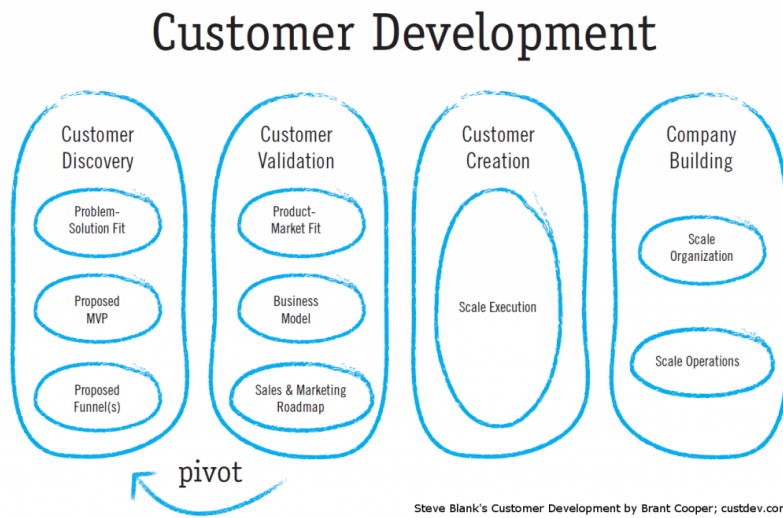 Customer Development
Customer
Discovery
Problem-
Solution Fit
Proposed
MVP
Proposed
Funnel(s)
Customer
Validation
Product-
Market Fit
Business
Model
Sales & Marketing
Roadmap
Customer
Creation
Scale Execution
Company
Building
Scale
Organization
Scale Operations
pivot
Steve Blank's Customer Development by Brant Cooper; custdev.com